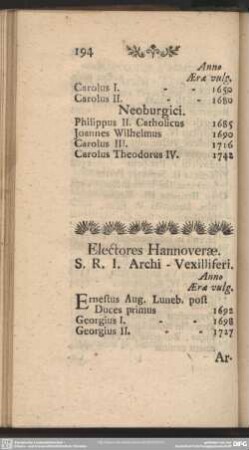 194
Anno
Æræ vulg.
Carolus I. - - 1650
Carolus II. - - 1680
Neoburgici.
Philippus II. Catholicus 1685
Joannes Wilhelmus 1690
Carolus III. 1716
Carolus Theodorus IV. 1742
Electores Hannoveræ.
S. R. I. Archi - Vexilliferi.
Anno
Æræ vulg.
Ernestus Aug. Luneb. post
Duces primus 1692
Georgius I. - - 1698
Georgius II. - - 1727
Ar-